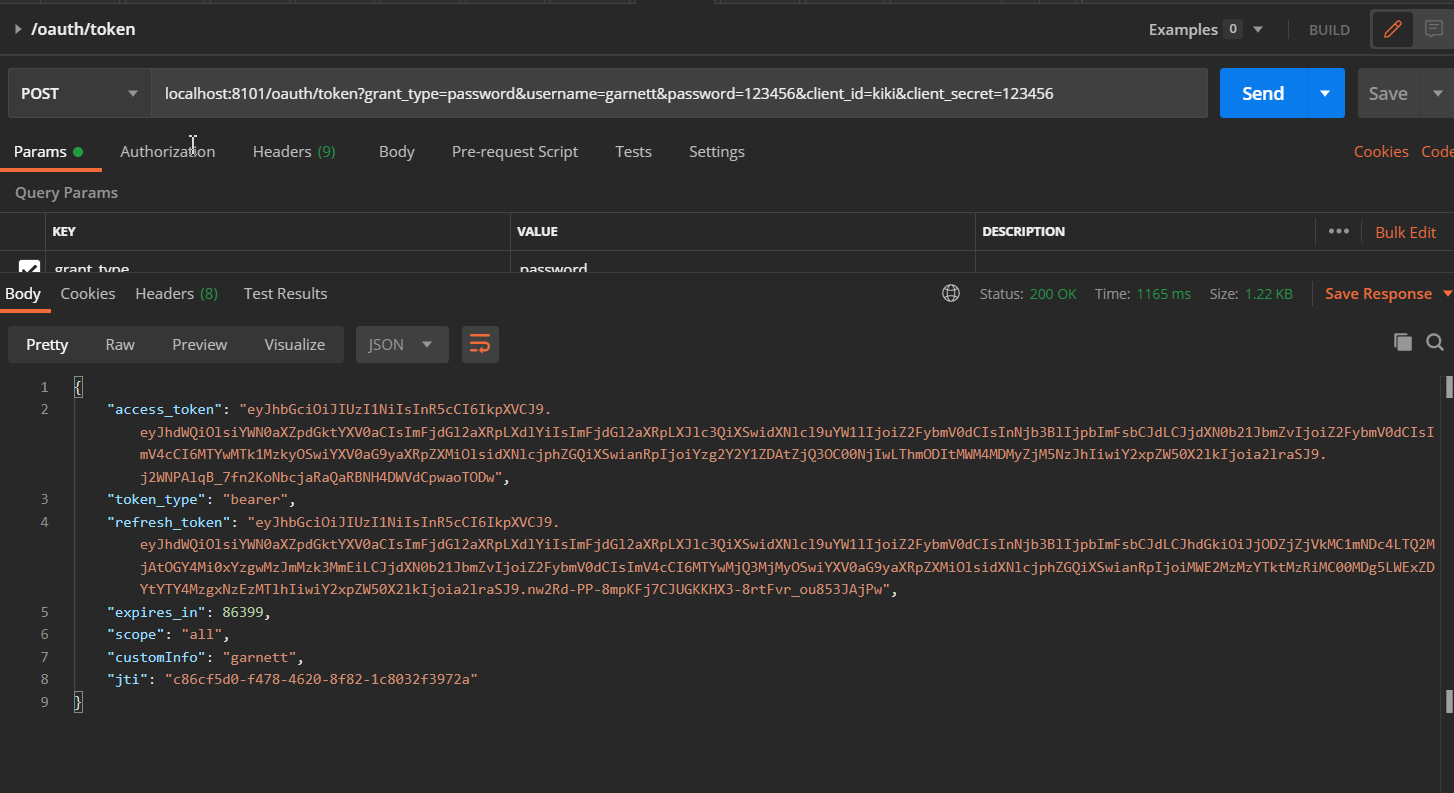 /oauth/token
Examples 0
BUILD
POST
localhost:8101/oauth/token?grant_type=password&username=garnett&password=123456&client_id=kiki&client_secret=123456
Send
Save
Params
Authorization
Headers (9)
Body
Pre-request Script
Tests
Settings
Cookies
Code
Query Params
KEY
VALUE
DESCRIPTION
•••
Bulk Edit
grant_type
password
Body
Cookies
Headers (8)
Test Results
Status: 200 OK
Time: 1165 ms
Size: 1.22 KB
Save Response
Pretty
Raw
Preview
Visualize
JSON
1 {
2 "access_token": "eyJhbGciOiJIUzI1NiIsInR5cCI6IkpXVCJ9.
eyJhdWQiOlsiYWN0aXZpdGktYXV0aCIsImFjdGl2aXRpLXdlYiIsImFjdGl2aXRpLXJlc3QiXSwidXNlcl9uYW1lIjoiZ2FybmV0dCIsInNjb3BlIjpbImFsbCJdLCJjdXN0b21JbmZvIjoiZ2FybmV0dCIsI
mV4cCI6MTYwMTk1MzkyOSwiYXV0aG9yaXRpZXMiOlsidXNlcjphZGQiXSwianRpIjoiYzg2Y2Y1ZDAtZjQ3OC00NjIwLThmODItMWM4MDMyZjM5NzJhIiwiY2xpZW50X2lkIjoia2lraSJ9.
j2WNPAlqB_7fn2KoNbcjaRaQaRBNH4DWVdCpwaoTODw",
3 "token_type": "bearer",
4 "refresh_token": "eyJhbGciOiJIUzI1NiIsInR5cCI6IkpXVCJ9.
eyJhdWQiOlsiYWN0aXZpdGktYXV0aCIsImFjdGl2aXRpLXdlYiIsImFjdGl2aXRpLXJlc3QiXSwidXNlcl9uYW1lIjoiZ2FybmV0dCIsInNjb3BlIjpbImFsbCJdLCJhdGkiOiJjODZjZjVkMC1mNDc4LTQ2M
jAtOGY4Mi0xYzgwMzJmMzk3MmEiLCJjdXN0b21JbmZvIjoiZ2FybmV0dCIsImV4cCI6MTYwMjQ3MjMyOSwiYXV0aG9yaXRpZXMiOlsidXNlcjphZGQiXSwianRpIjoiMWE2MzMzYTktMzRiMC00MDg5LWExZD
YtYTY4MzgxNzEzMTlhIiwiY2xpZW50X2lkIjoia2lraSJ9.nw2Rd-PP-8mpKFj7CJUGKKHX3-8rtFvr_ou853JAjPw",
5 "expires_in": 86399,
6 "scope": "all",
7 "customInfo": "garnett",
8 "jti": "c86cf5d0-f478-4620-8f82-1c8032f3972a"
9 }